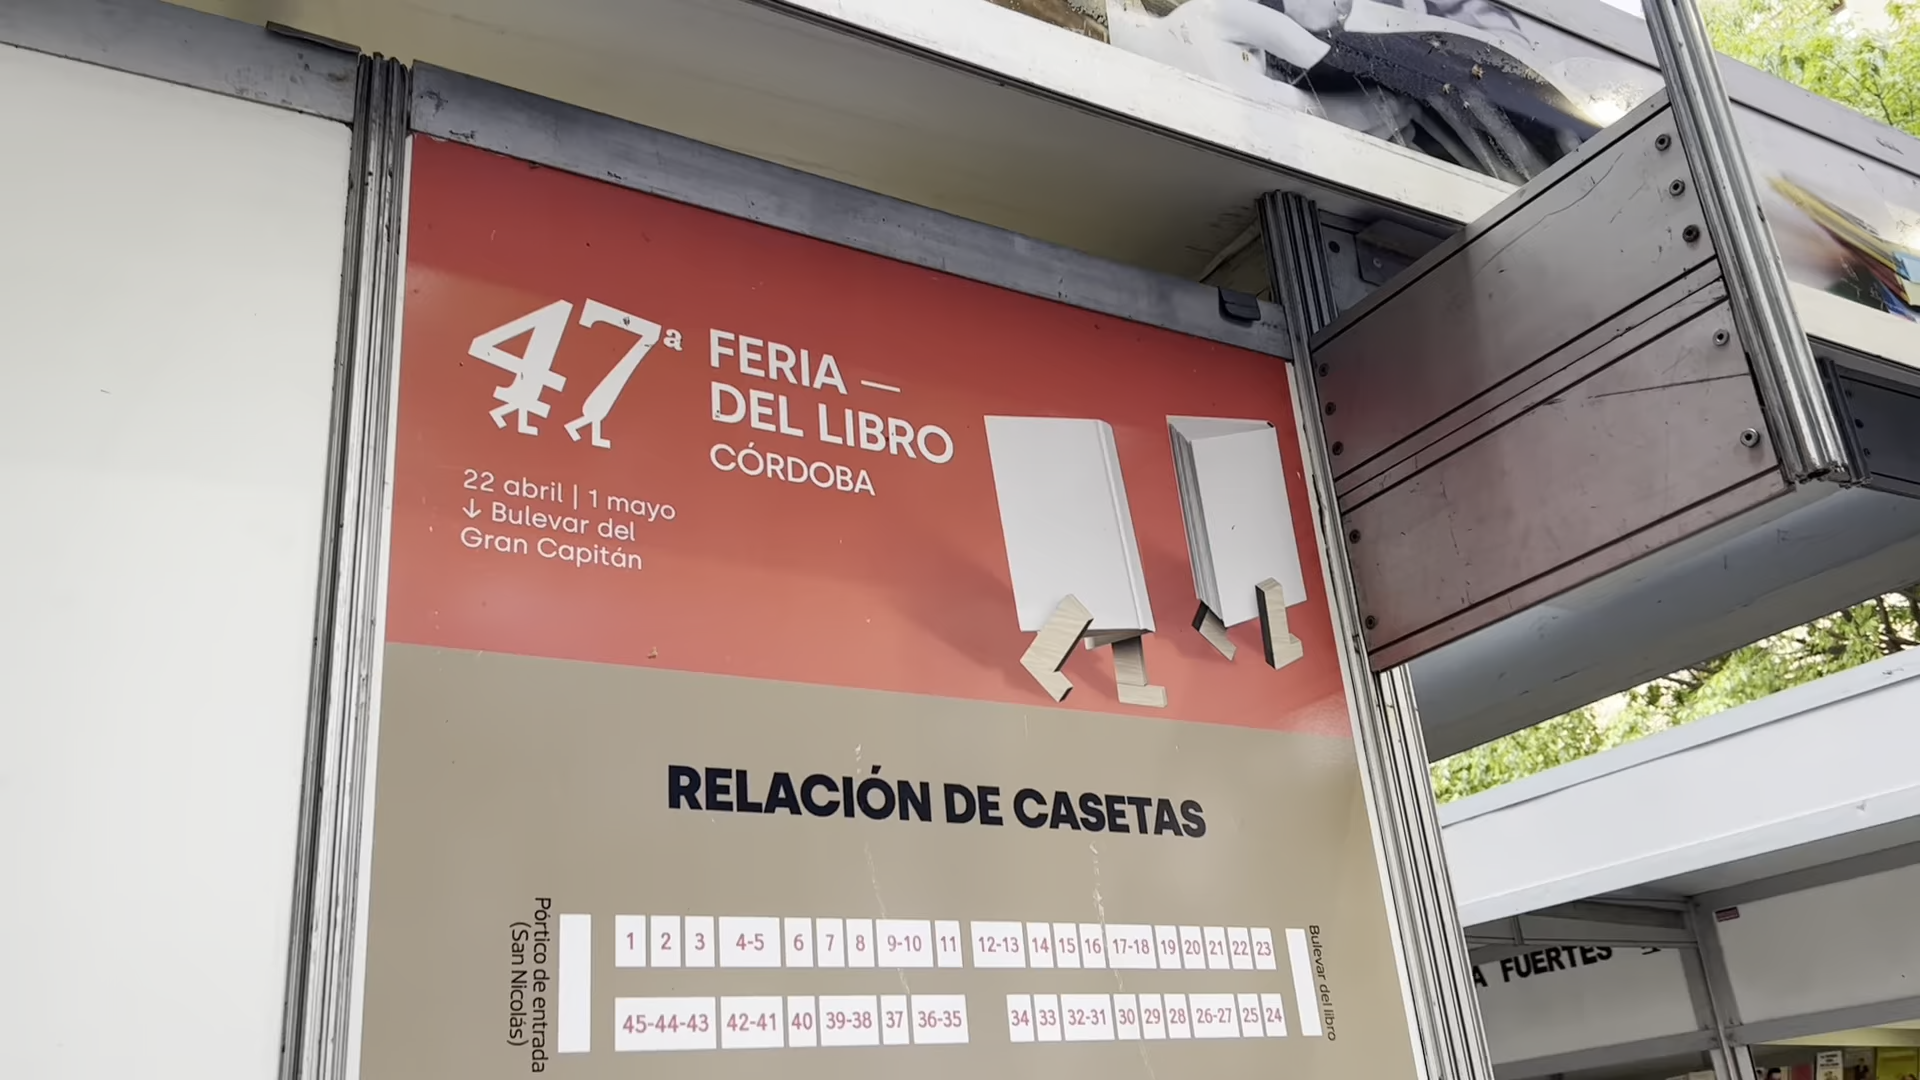 47ª
FERIA —
DEL LIBRO
CÓRDOBA
22 abril | 1 mayo
↓ Bulevar del
Gran Capitán
RELACIÓN DE CASETAS
Pórtico de entrada
(San Nicolás)
1 2 3 4-5 6 7 8 9-10 11 12-13 14 15 16 17-18 19 20 21 22 23
45-44-43 42-41 40 39-38 37 36-35 34 33 32-31 30 29 28 26-27 25 24
Bulevar del libro
A FUERTES